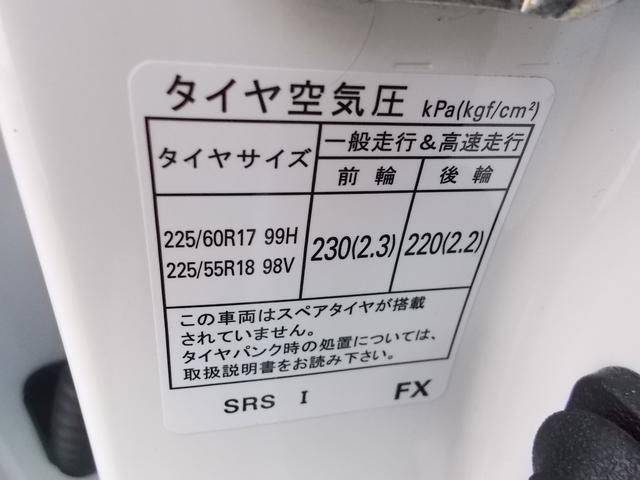 タイヤ空気圧 kPa(kgf/cm²)
タイヤサイズ 一般走行&高速走行
前輪 後輪
225/60R17 99H
225/55R18 98V
230(2.3) 220(2.2)
この車両はスペアタイヤが搭載
されていません。
タイヤパンク時の処置については、
取扱説明書をお読み下さい。
SRS I FX